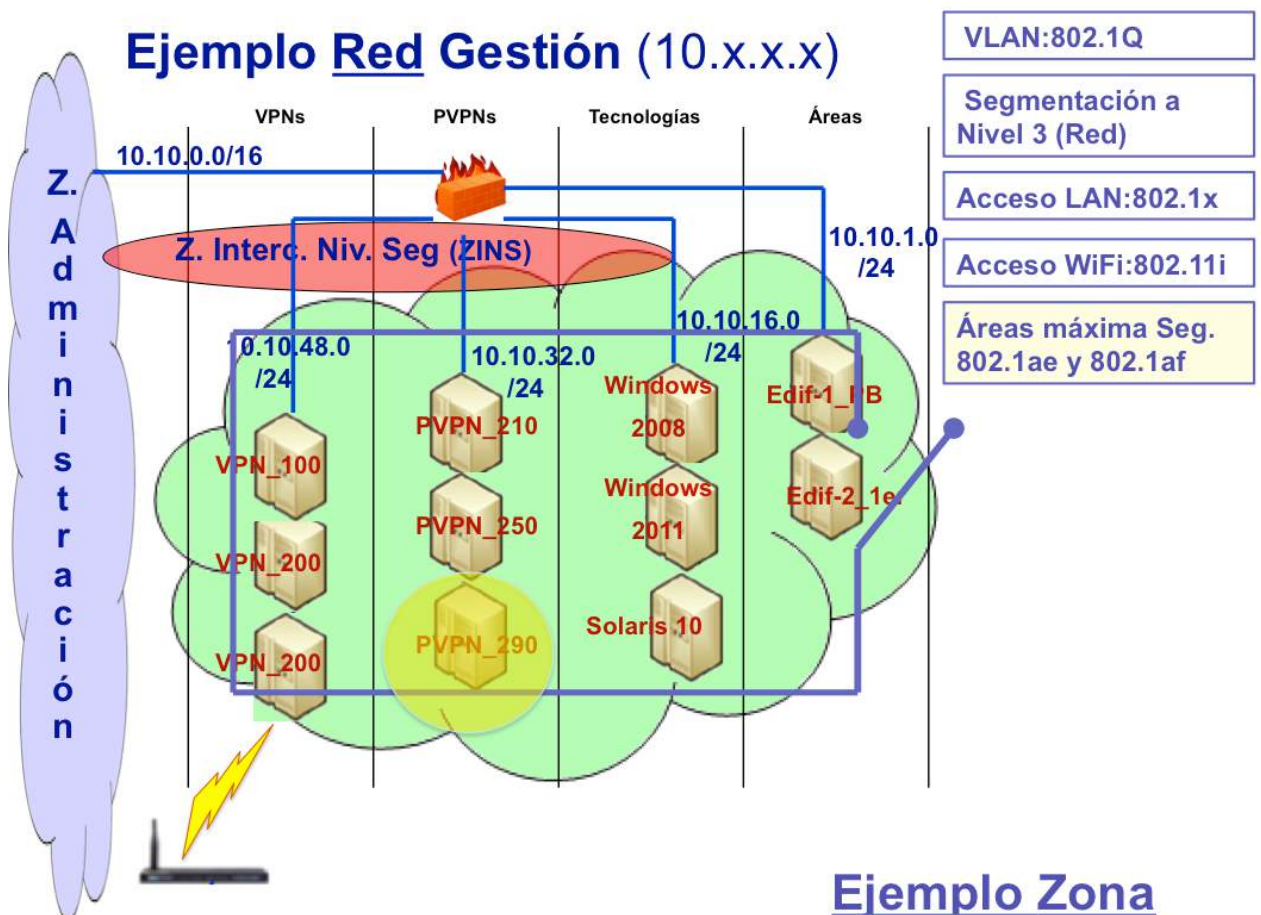 Ejemplo Red Gestión (10.x.x.x)
VLAN:802.1Q
Segmentación a
Nivel 3 (Red)
Acceso LAN:802.1x
Acceso WiFi:802.11i
Áreas máxima Seg.
802.1ae y 802.1af
VPNs
PVPNs
Tecnologías
Áreas
10.10.0.0/16
Z. Administración
Z. Interc. Niv. Seg (ZINS)
10.10.1.0
/24
0.10.48.0
/24
10.10.32.0
/24
10.10.16.0
/24
VPN_100
VPN_200
VPN_200
PVPN_210
PVPN_250
PVPN_290
Windows
2008
Windows
2011
Solaris 10
Edif-1_PB
Edif-2_1e
Ejemplo Zona